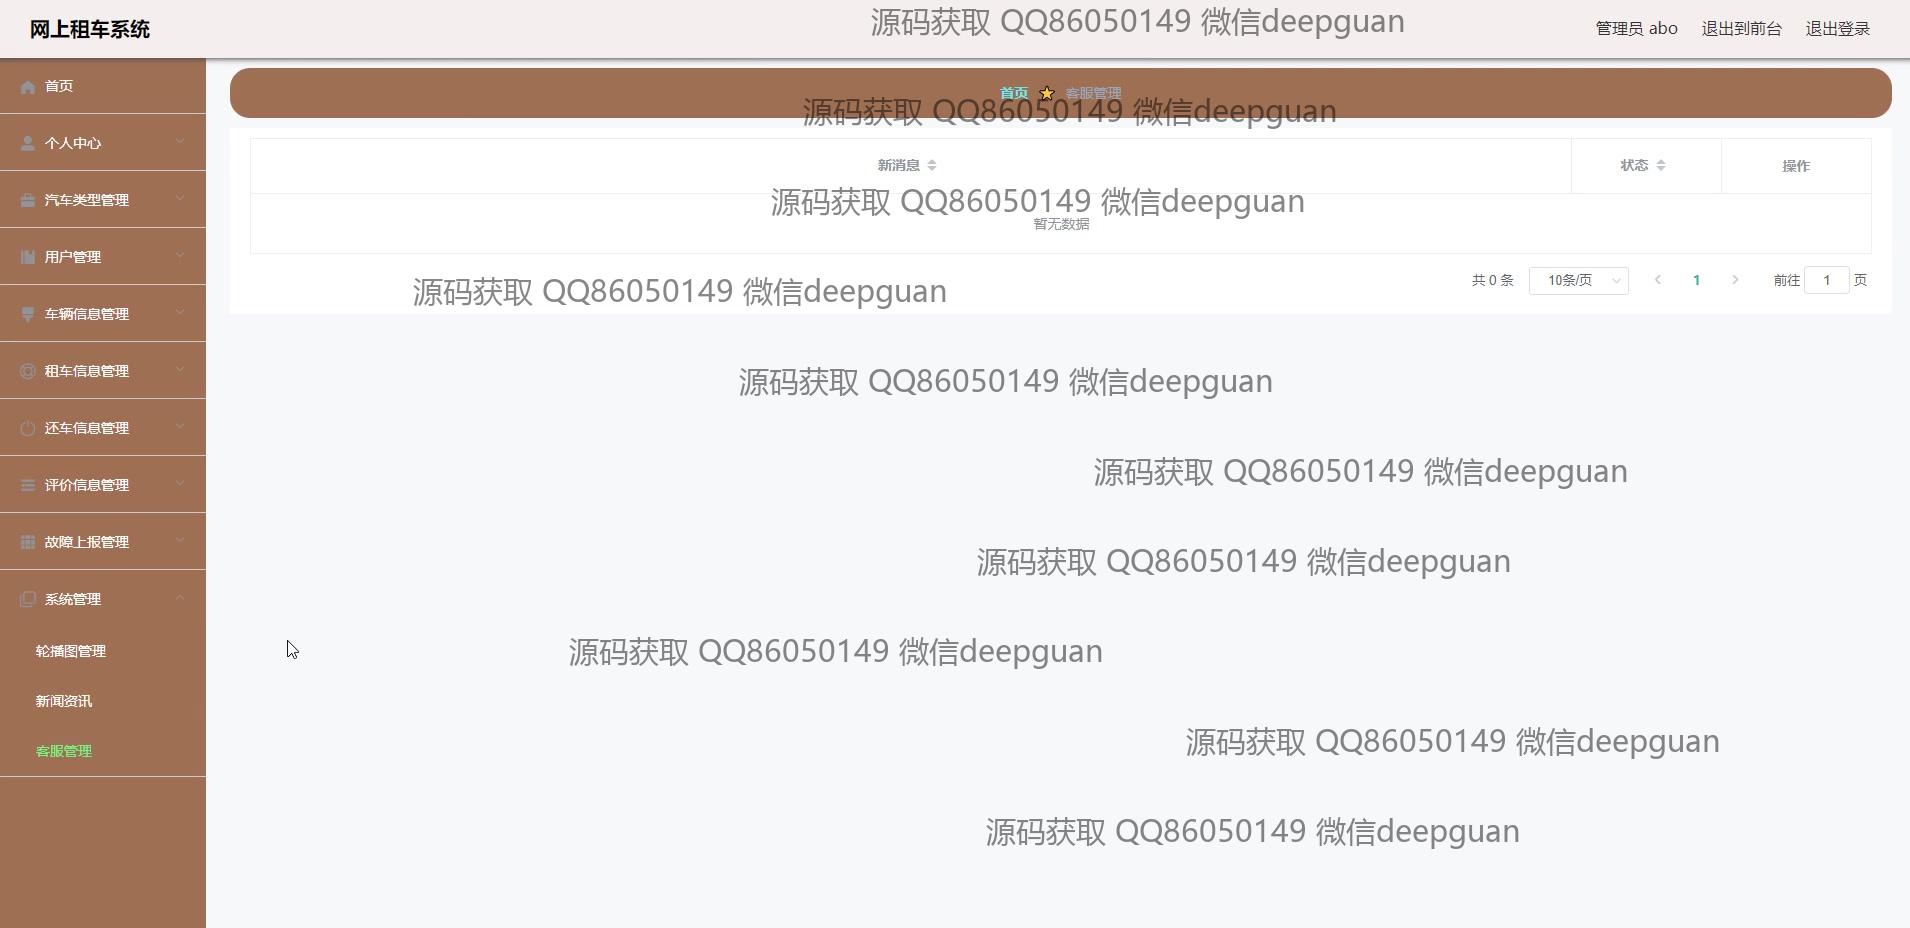 网上租车系统
源码获取 QQ86050149 微信deepguan
管理员 abo 退出到前台 退出登录
首页
首页 客服管理
源码获取 QQ86050149 微信deepguan
个人中心
新消息 状态 操作
汽车类型管理
源码获取 QQ86050149 微信deepguan
暂无数据
用户管理
共 0 条 10条/页 1 前往 1 页
源码获取 QQ86050149 微信deepguan
车辆信息管理
租车信息管理
源码获取 QQ86050149 微信deepguan
还车信息管理
源码获取 QQ86050149 微信deepguan
评价信息管理
故障上报管理
源码获取 QQ86050149 微信deepguan
系统管理
轮播图管理
源码获取 QQ86050149 微信deepguan
新闻资讯
源码获取 QQ86050149 微信deepguan
客服管理
源码获取 QQ86050149 微信deepguan